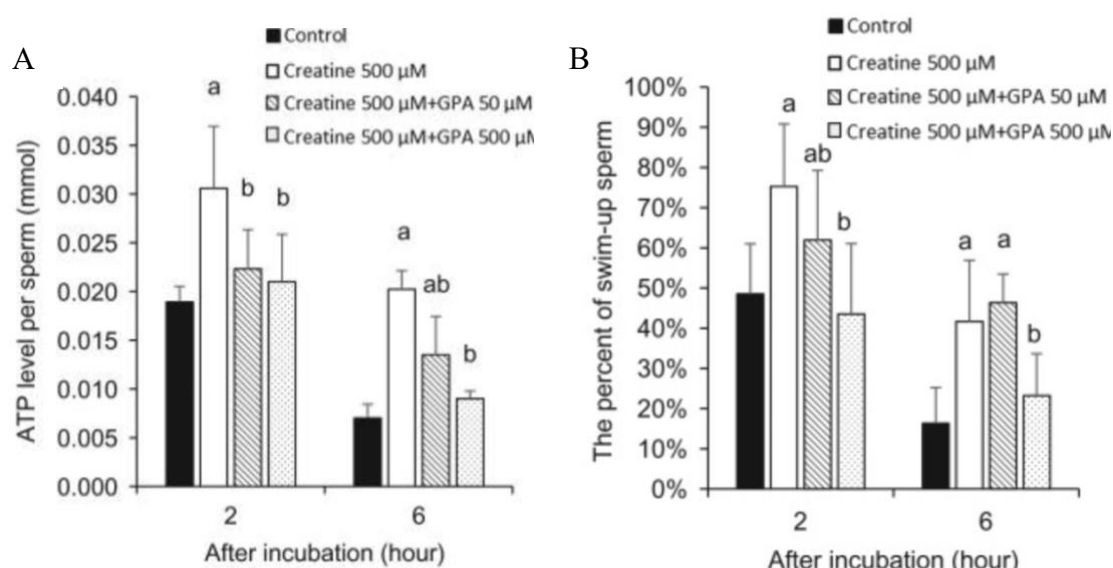 A
Control
Creatine 500 µM
Creatine 500 µM+GPA 50 µM
Creatine 500 µM+GPA 500 µM
0.040
0.035
0.030
0.025
0.020
0.015
0.010
0.005
0.000
ATP level per sperm (mmol)
a
b
b
a
ab
b
2
6
After incubation (hour)
B
Control
Creatine 500 µM
Creatine 500 µM+GPA 50 µM
Creatine 500 µM+GPA 500 µM
100%
90%
80%
70%
60%
50%
40%
30%
20%
10%
0%
The percent of swim-up sperm
a
ab
b
a
a
b
2
6
After incubation (hour)